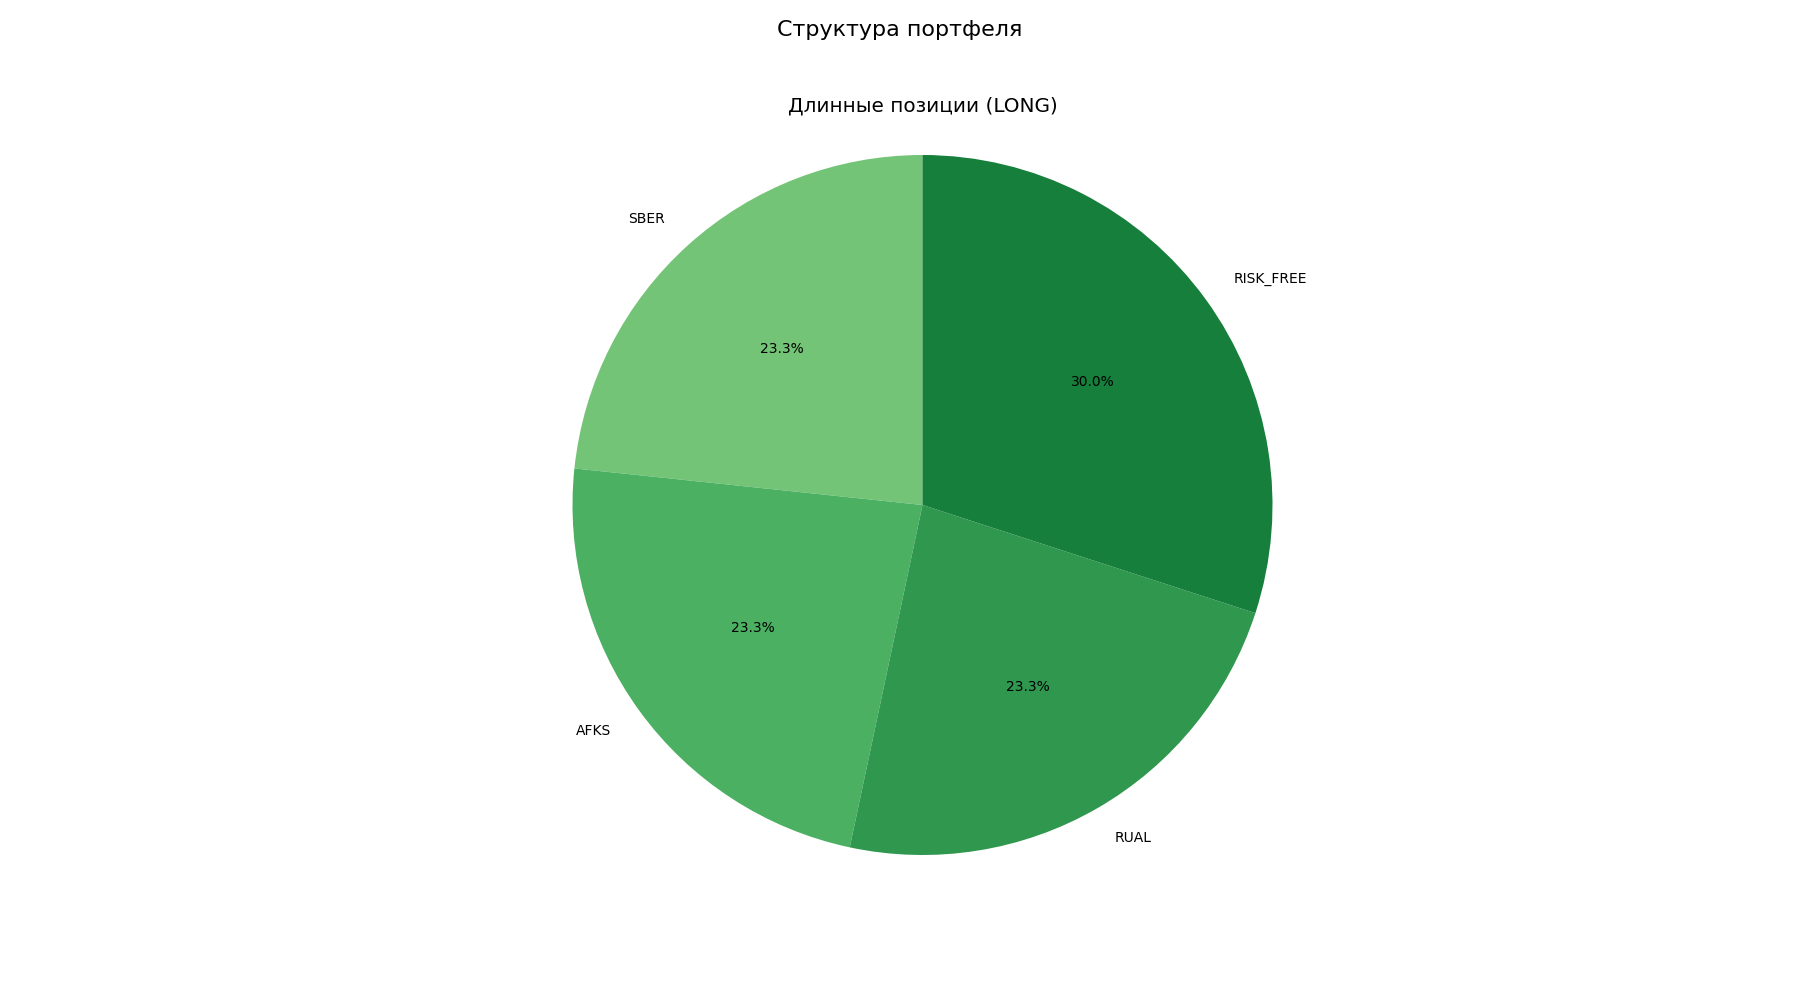 Структура портфеля
Длинные позиции (LONG)
SBER
RISK_FREE
23.3%
30.0%
23.3%
23.3%
AFKS
RUAL